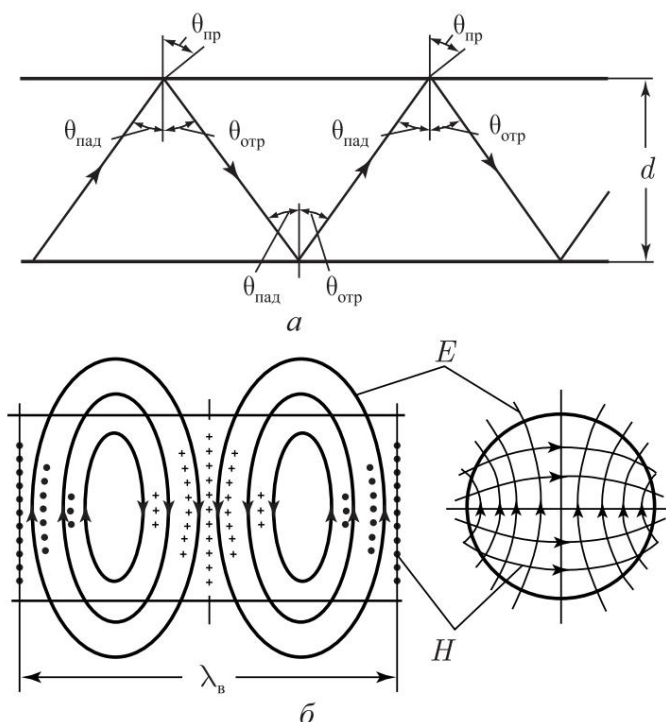 θпр θпр
θпад θотр θпад θотр d
θпад θотр
а
E
H
λв
б